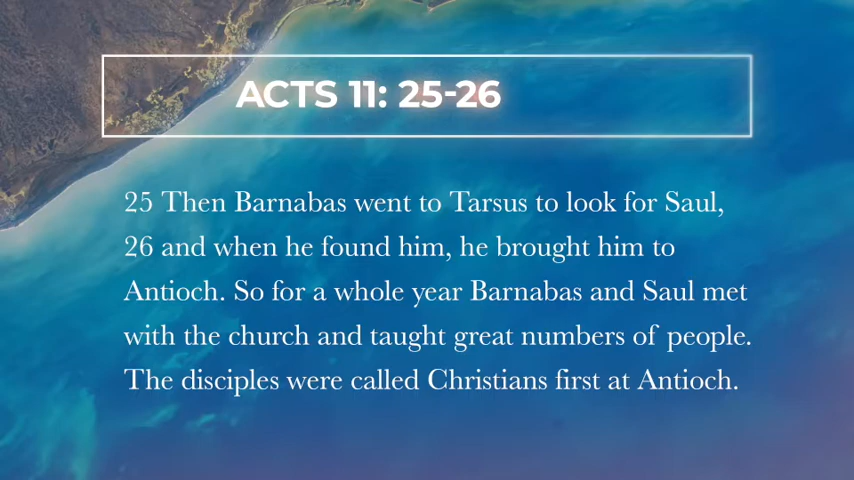 ACTS 11: 25-26
25 Then Barnabas went to Tarsus to look for Saul,
26 and when he found him, he brought him to
Antioch. So for a whole year Barnabas and Saul met
with the church and taught great numbers of people.
The disciples were called Christians first at Antioch.